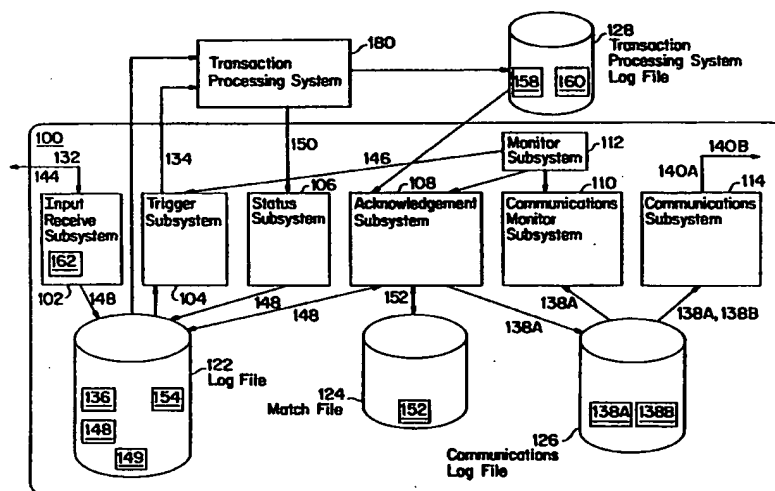 180
Transaction
Processing System
128
Transaction
Processing System
Log File
158
160
100
132
144
134
150
146
Monitor
Subsystem
112
140B
140A
106
108
110
114
Input
Receive
Subsystem
162
Trigger
Subsystem
Status
Subsystem
Acknowledgement
Subsystem
Communications
Monitor
Subsystem
Communications
Subsystem
102
148
104
148
148
152
138A
138A
138A, 138B
122
Log File
136
154
148
149
124
Match File
152
126
Communications
Log File
138A
138B